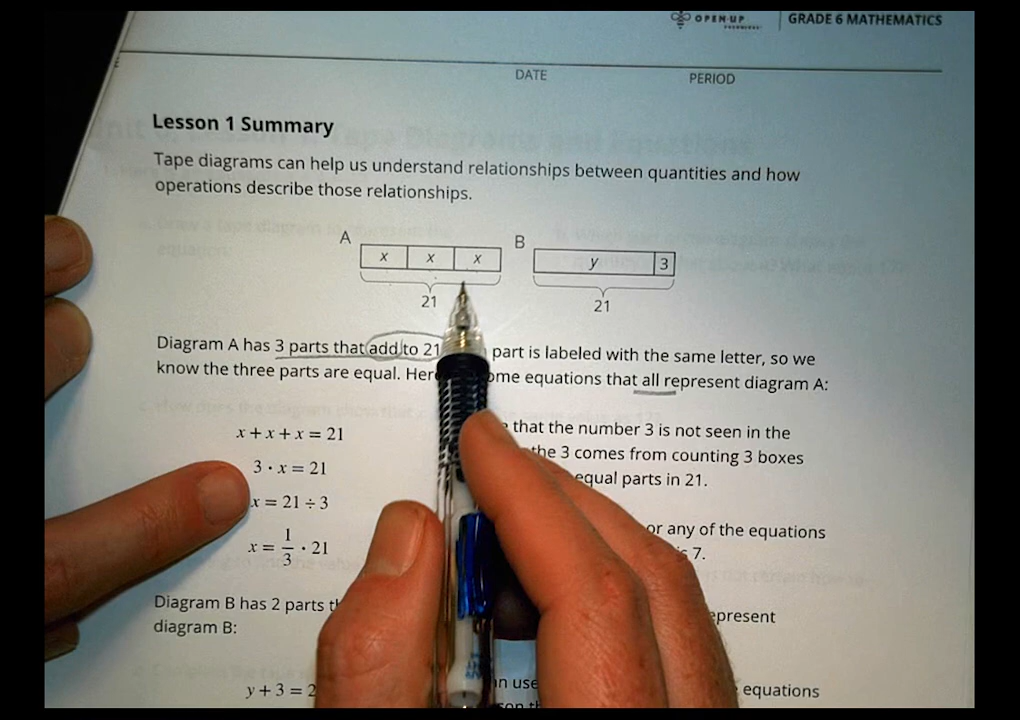 OPEN-UP GRADE 6 MATHEMATICS
DATE PERIOD
Lesson 1 Summary
Tape diagrams can help us understand relationships between quantities and how
operations describe those relationships.
A B
x x x y 3
21 21
Diagram A has 3 parts that add to 21 part is labeled with the same letter, so we
know the three parts are equal. equations that all represent diagram A:
x + x + x = 21
that the number 3 is not seen in the
3 · x = 21
the 3 comes from counting 3 boxes
equal parts in 21.
x = 21 ÷ 3
or any of the equations
x = 1/3 · 21
7.
Diagram B has 2 parts
diagram B:
y + 3 =
equations